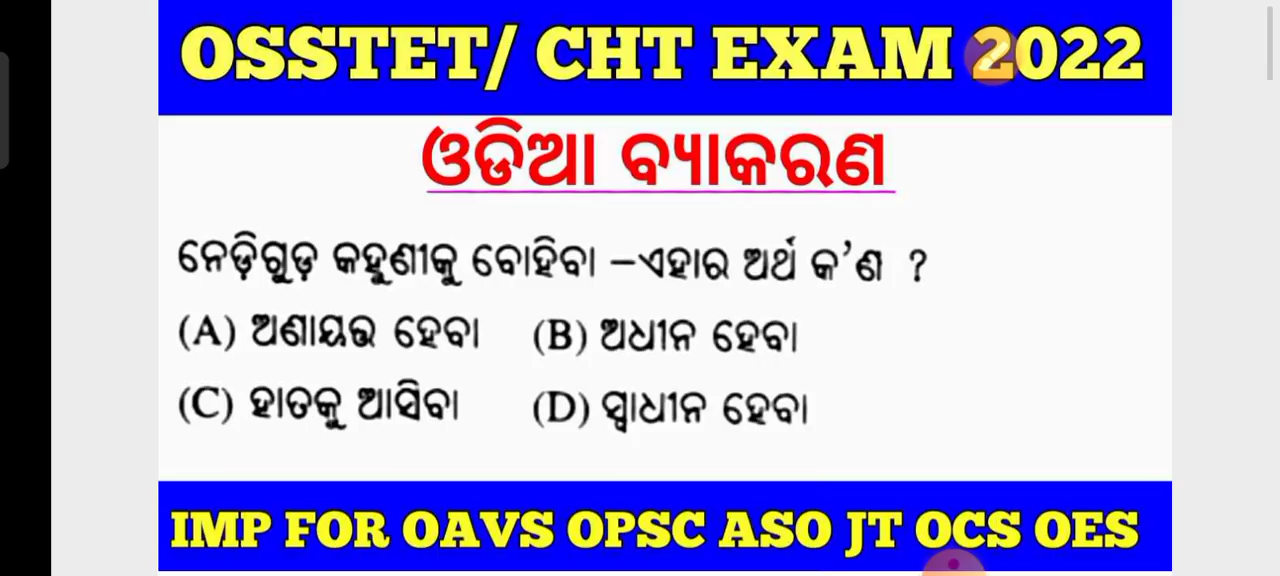 OSSTET/ CHT EXAM 2022
ଓଡିଆ ବ୍ୟାକରଣ
ନେଡ଼ିଗୁଡ଼ କହୁଣୀକୁ ବୋହିବା –ଏହାର ଅର୍ଥ କ'ଣ ?
(A) ଅଣାୟତ୍ତ ହେବା (B) ଅଧୀନ ହେବା
(C) ହାତକୁ ଆସିବା (D) ସ୍ୱାଧୀନ ହେବା
IMP FOR OAVS OPSC ASO JT OCS OES